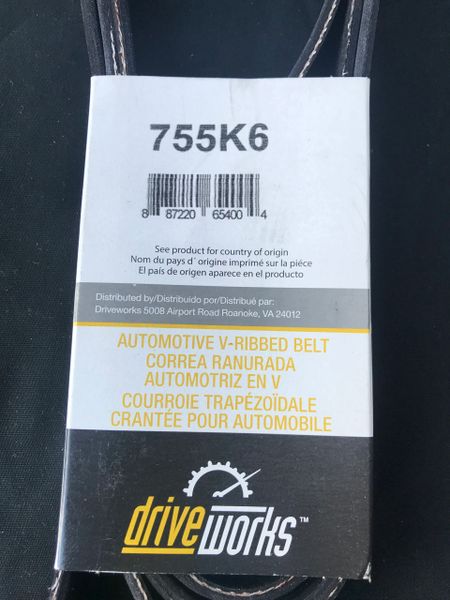 755K6
8 87220 65400 4
See product for country of origin
Nom du pays d´ origine imprimé sur la piéce
El país de origen aparece en el producto
Distributed by/Distribuido por/Distribué par:
Driveworks 5008 Airport Road Roanoke, VA 24012
AUTOMOTIVE V-RIBBED BELT
CORREA RANURADA
AUTOMOTRIZ EN V
COURROIE TRAPÉZOÏDALE
CRANTÉE POUR AUTOMOBILE
driveworks™